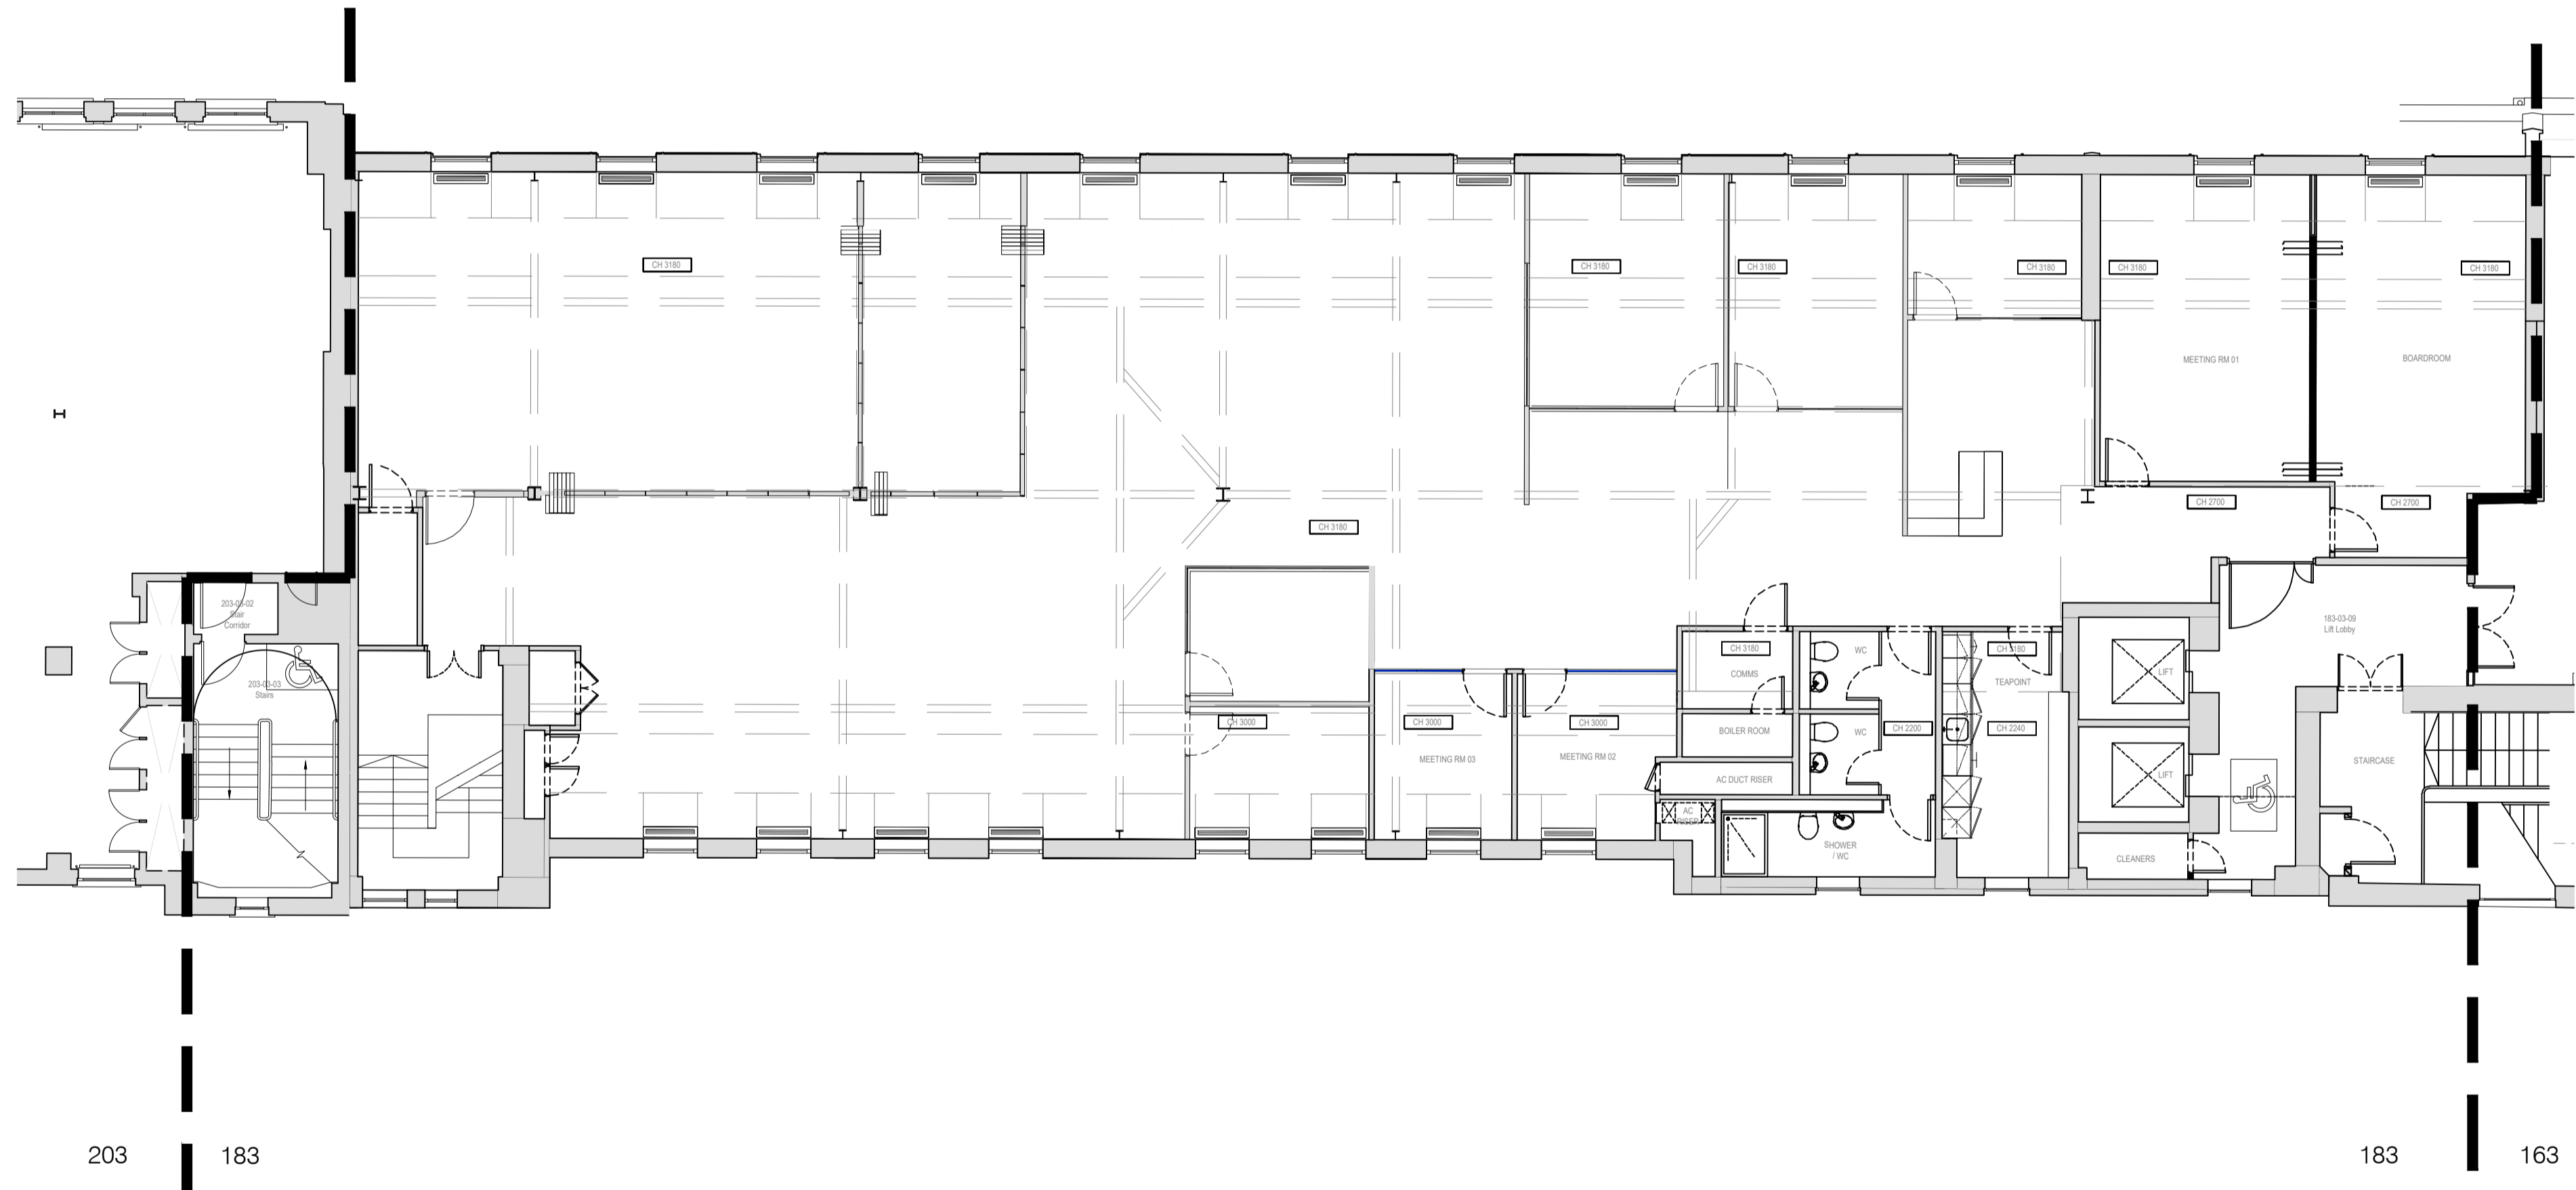 CH 3180
CH 3180
CH 3180
CH 3180
CH 3180
CH 3180
MEETING RM 01
BOARDROOM
CH 2700
CH 2700
CH 3180
203-03-02
Stair
Corridor
183-03-09
Lift Lobby
203-03-03
Stairs
CH 3180
COMMS
WC
CH 3180
TEAPOINT
LIFT
CH 3000
CH 3000
CH 3000
BOILER ROOM
WC
CH 2200
CH 2240
MEETING RM 03
MEETING RM 02
STAIRCASE
AC DUCT RISER
LIFT
AC
RISER
SHOWER
/ WC
CLEANERS
203
183
183
163